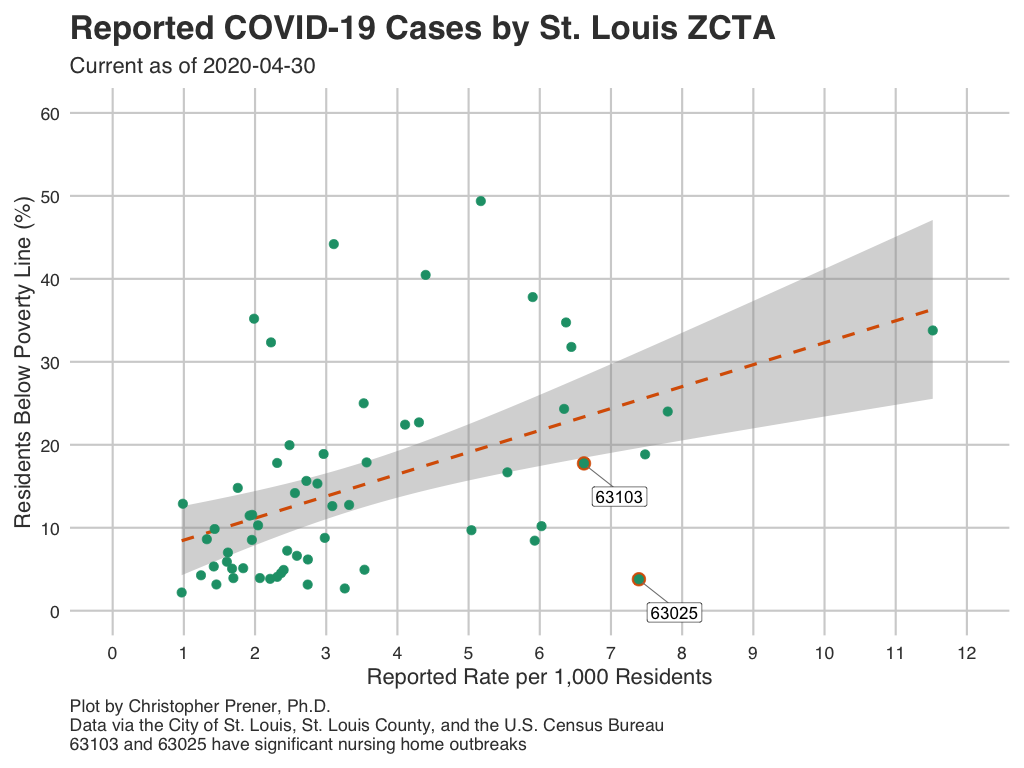 Reported COVID-19 Cases by St. Louis ZCTA
Current as of 2020-04-30
Residents Below Poverty Line (%)
60
50
40
30
20
10
0
63103
63025
0 1 2 3 4 5 6 7 8 9 10 11 12
Reported Rate per 1,000 Residents
Plot by Christopher Prener, Ph.D.
Data via the City of St. Louis, St. Louis County, and the U.S. Census Bureau
63103 and 63025 have significant nursing home outbreaks